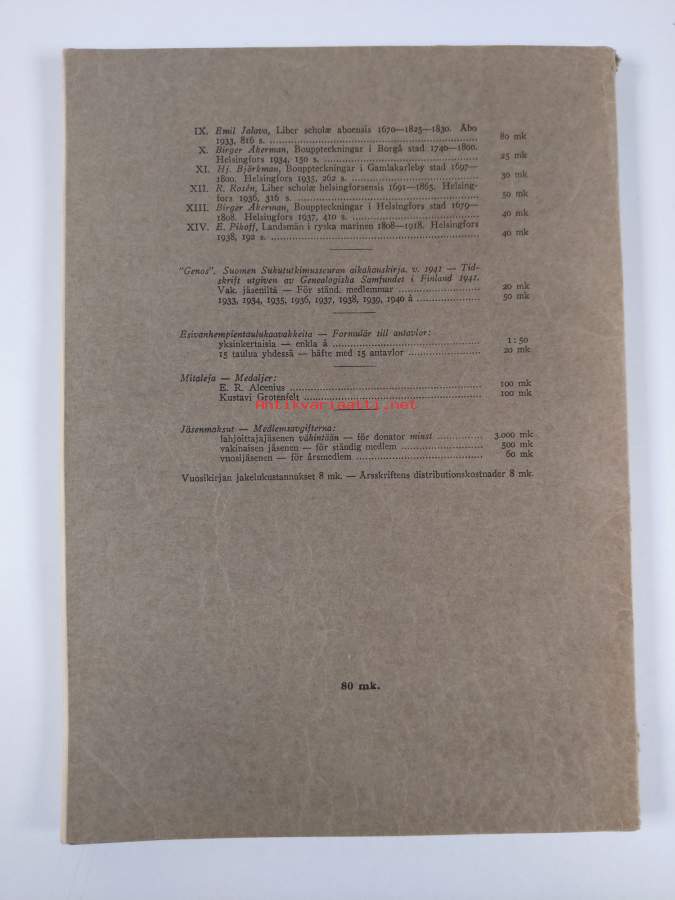 IX. Emil Jalava, Liber scholæ aboensis 1670—1825—1830. Åbo
1933, 816 s. 80 mk
X. Birger Åkerman, Bouppteckningar i Borgå stad 1740—1800.
Helsingfors 1934, 150 s. 25 mk
XI. Hj. Björkman, Bouppteckningar i Gamlakarleby stad 1697—
1800. Helsingfors 1935, 262 s. 30 mk
XII. R. Rosén, Liber scholæ helsingforsensis 1691—1865. Helsing-
fors 1936, 316 s. 50 mk
XIII. Birger Åkerman, Bouppteckningar i Helsingfors stad 1679—
1808. Helsingfors 1937, 410 s. 40 mk
XIV. E. Pihoff, Landsmän i ryska marinen 1808—1918. Helsingfors
1938, 192 s. 40 mk
"Genos". Suomen Sukututkimusseuran aikakauskirja. v. 1941 — Tid-
skrift utgiven av Genealogiska Samfundet i Finland 1941.
Vak. jäseniltä — För ständ. medlemmar 20 mk
1933, 1934, 1935, 1936, 1937, 1938, 1939, 1940 à 50 mk
Esivanhempientaulukaavakkeita — Formulär till antavlor:
yksinkertaisia — enkla à 1: 50
15 taulua yhdessä — häfte med 15 antavlor 20 mk
Mitaleja — Medaljer:
E. R. Alcenius 100 mk
Kustavi Grotenfelt 100 mk
Antikvariaatti.net
Jäsenmaksut — Medlemsavgifterna:
lahjoittajajäsenen vähintään — för donator minst 3.000 mk
vakinaisen jäsenen — för ständig medlem 500 mk
vuosijäsenen — för årsmedlem 60 mk
Vuosikirjan jakelukustannukset 8 mk. — Årsskriftens distributionskostnader 8 mk.
80 mk.